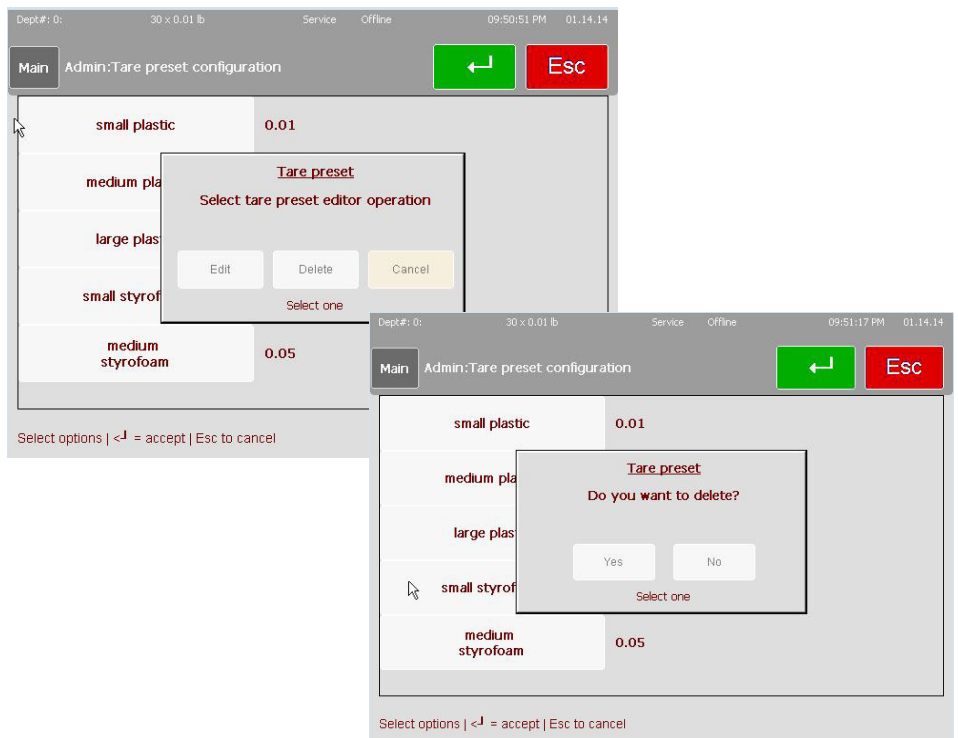 Dept#: 0: 30 x 0.01 lb Service Offline 09:50:51 PM 01.14.14
Main Admin:Tare preset configuration Esc
small plastic 0.01
medium pla
large plas
small styrof
medium
styrofoam 0.05
Tare preset
Select tare preset editor operation
Edit Delete Cancel
Select one
Select options | <┘ = accept | Esc to cancel
Dept#: 0: 30 x 0.01 lb Service Offline 09:51:17 PM 01.14.14
Main Admin:Tare preset configuration Esc
small plastic 0.01
medium pla
large plas
small styrof
medium
styrofoam 0.05
Tare preset
Do you want to delete?
Yes No
Select one
Select options | <┘ = accept | Esc to cancel